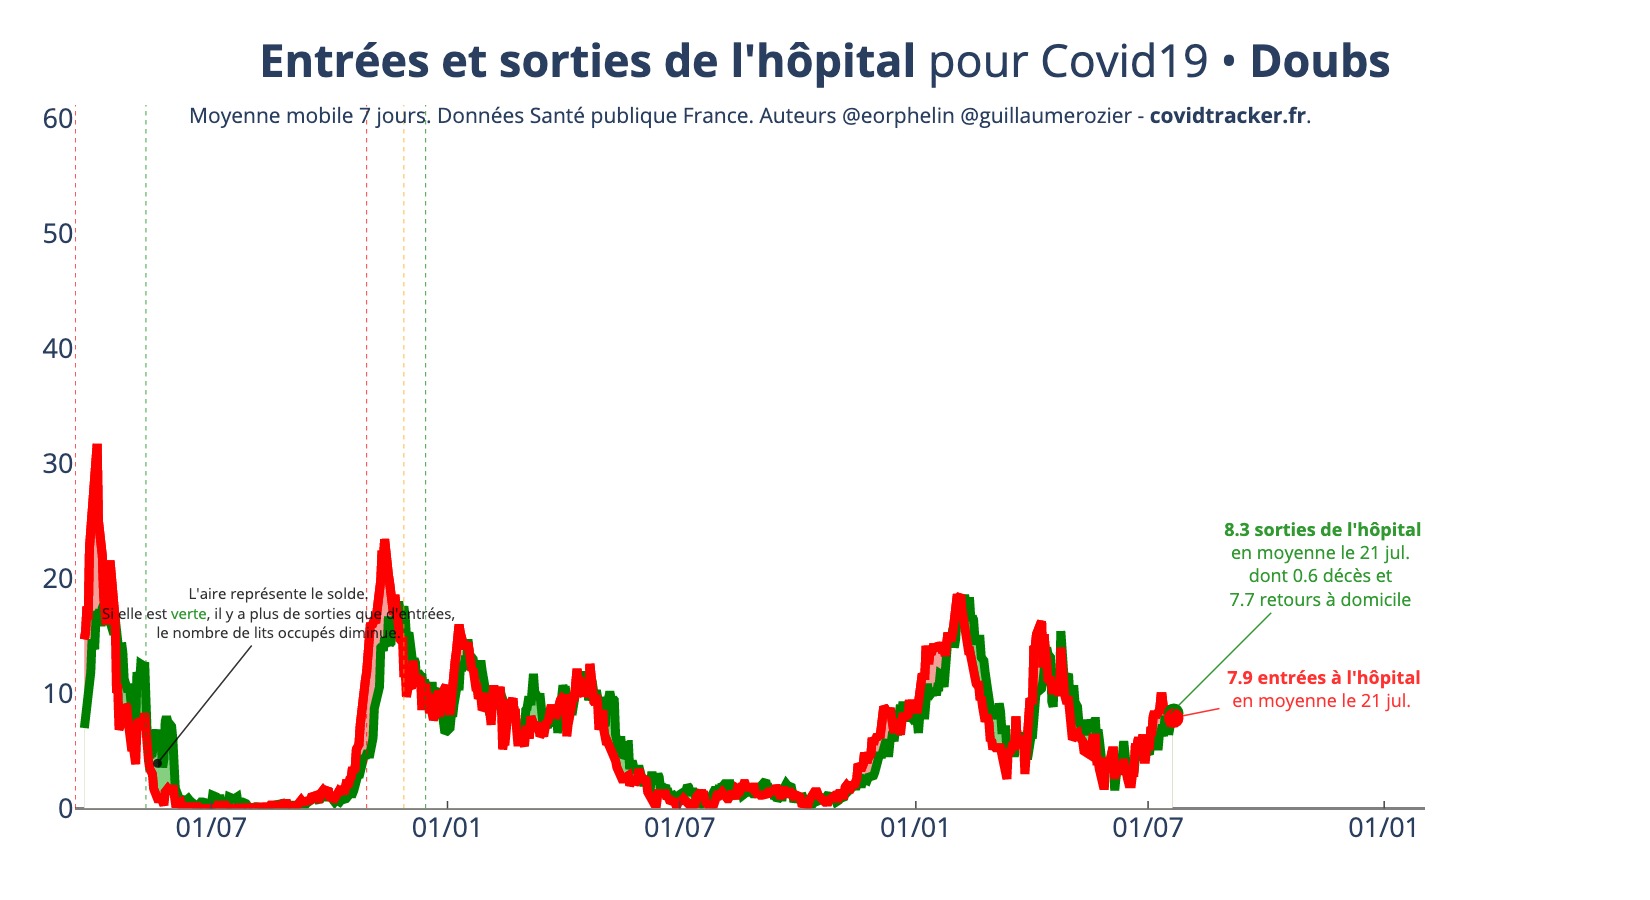 Entrées et sorties de l'hôpital pour Covid19 • Doubs
Moyenne mobile 7 jours. Données Santé publique France. Auteurs @eorphelin @guillaumerozier - covidtracker.fr.
60
50
40
30
20
10
0
L'aire représente le solde.
Si elle est verte, il y a plus de sorties que d'entrées,
le nombre de lits occupés diminue.
8.3 sorties de l'hôpital
en moyenne le 21 jul.
dont 0.6 décès et
7.7 retours à domicile
7.9 entrées à l'hôpital
en moyenne le 21 jul.
01/07 01/01 01/07 01/01 01/07 01/01